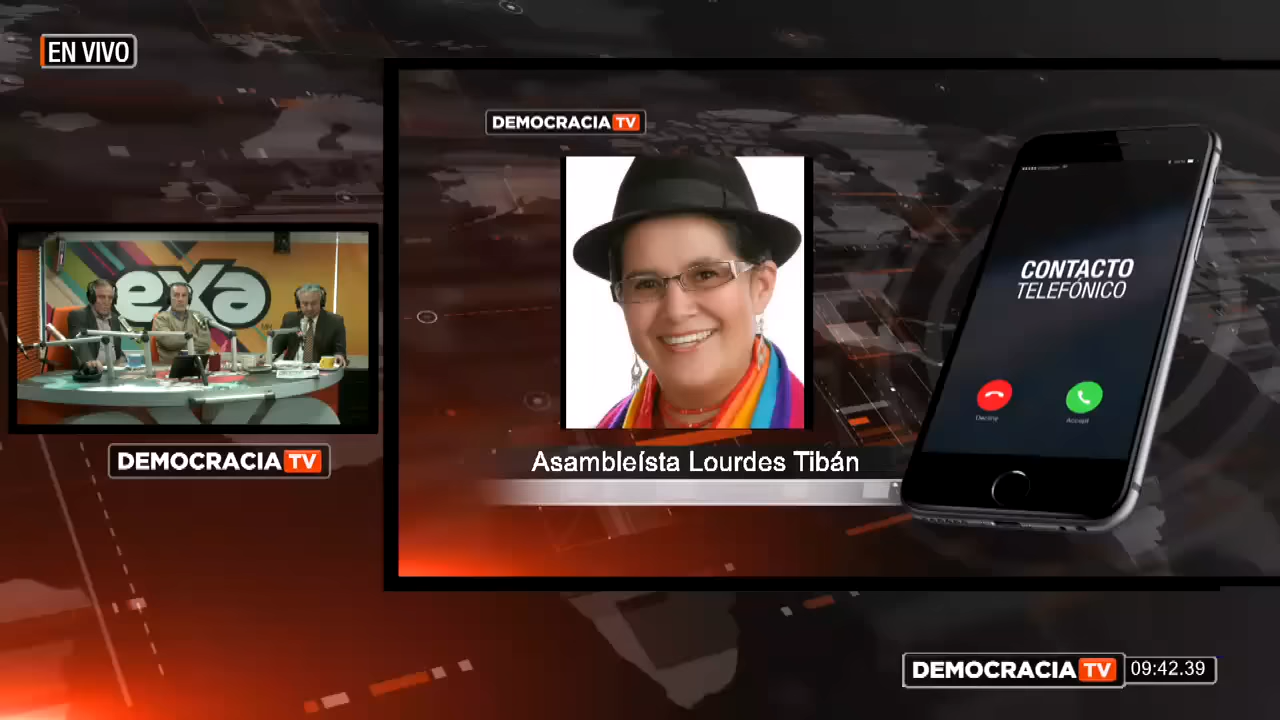 EN VIVO
DEMOCRACIA TV
exa
CONTACTO
TELEFÓNICO
Decline
Accept
DEMOCRACIA TV
Asambleísta Lourdes Tibán
DEMOCRACIA TV 09:42.39